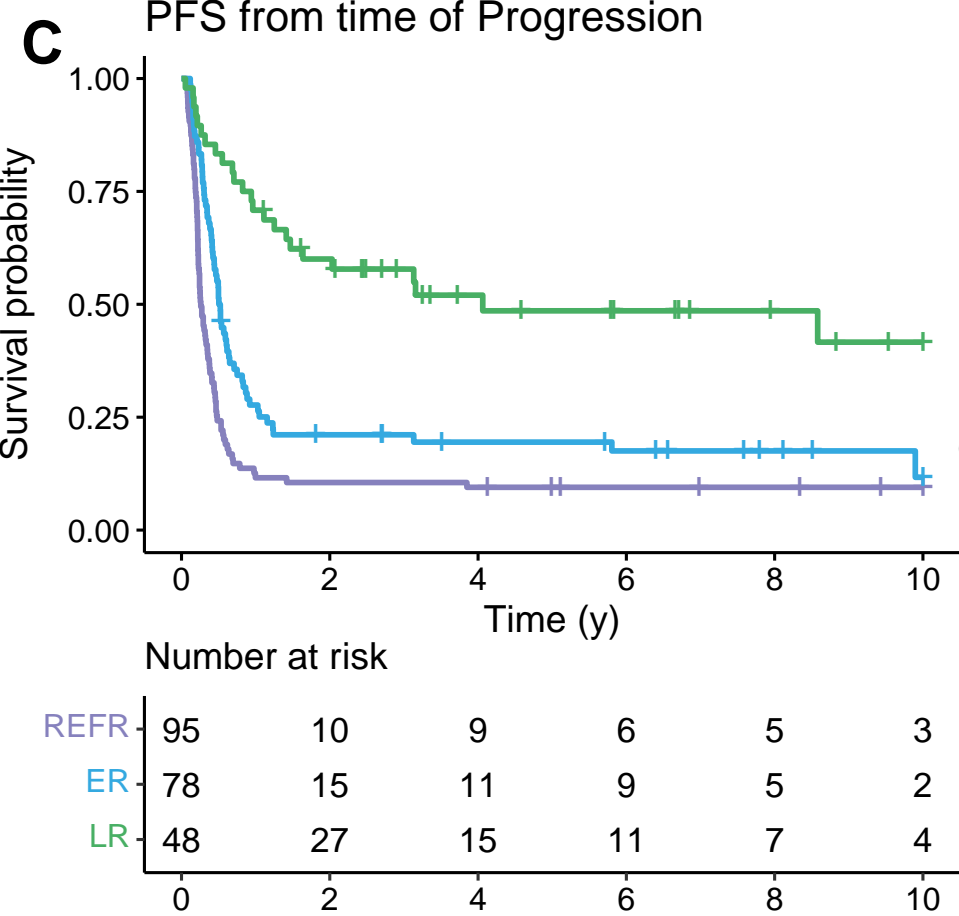 C
PFS from time of Progression
Survival probability
1.00
0.75
0.50
0.25
0.00
0 2 4 6 8 10
Time (y)
Number at risk
REFR 95 10 9 6 5 3
ER 78 15 11 9 5 2
LR 48 27 15 11 7 4
0 2 4 6 8 10